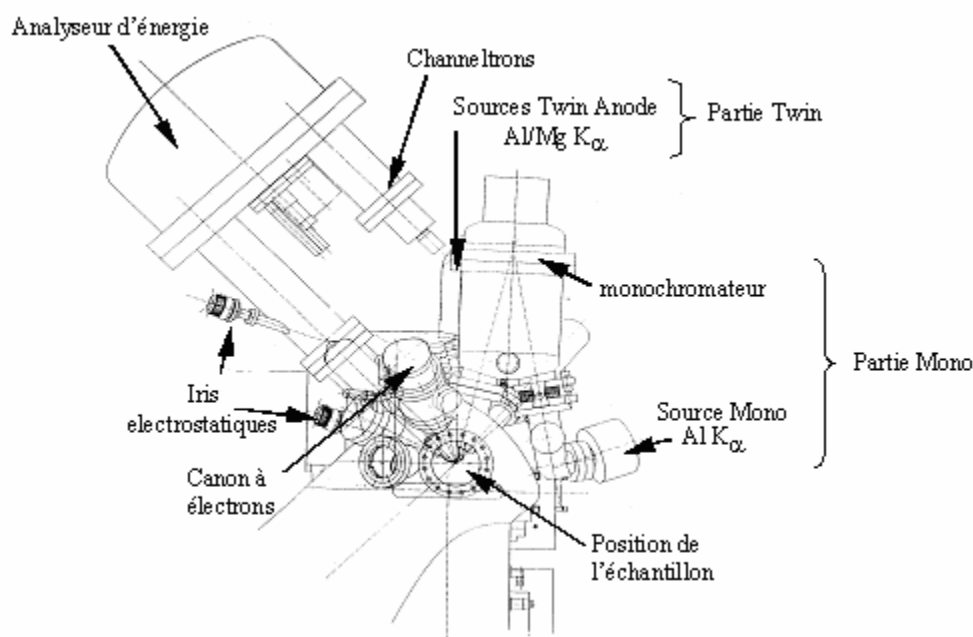 Analyseur d'énergie
Channeltrons
Sources Twin Anode
Al/Mg Kα
Partie Twin
monochromateur
Partie Mono
Iris
electrostatiques
Source Mono
Al Kα
Canon à
électrons
Position de
l'échantillon